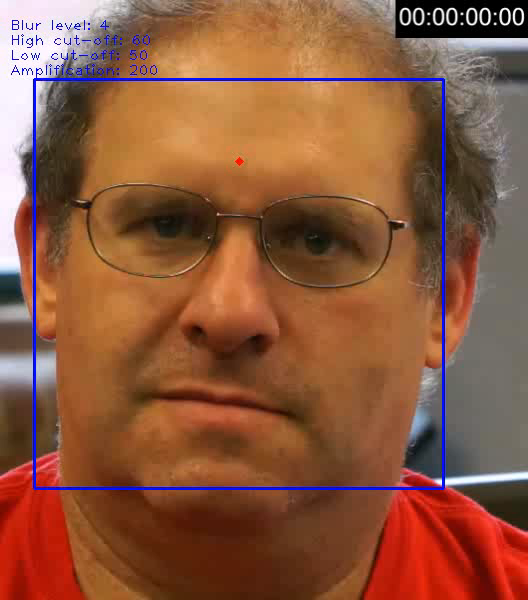 Blur level: 4
High cut-off: 60
Low cut-off: 50
Amplification: 200
00:00:00:00